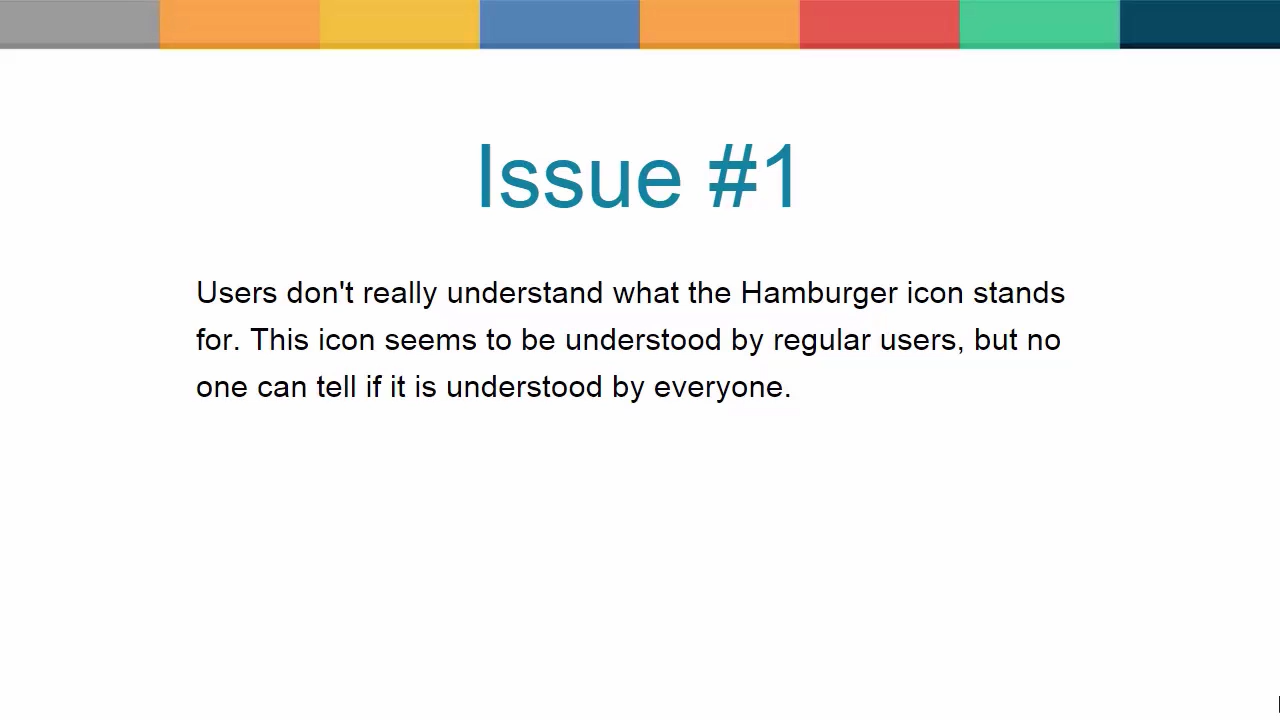 Issue #1
Users don't really understand what the Hamburger icon stands
for. This icon seems to be understood by regular users, but no
one can tell if it is understood by everyone.